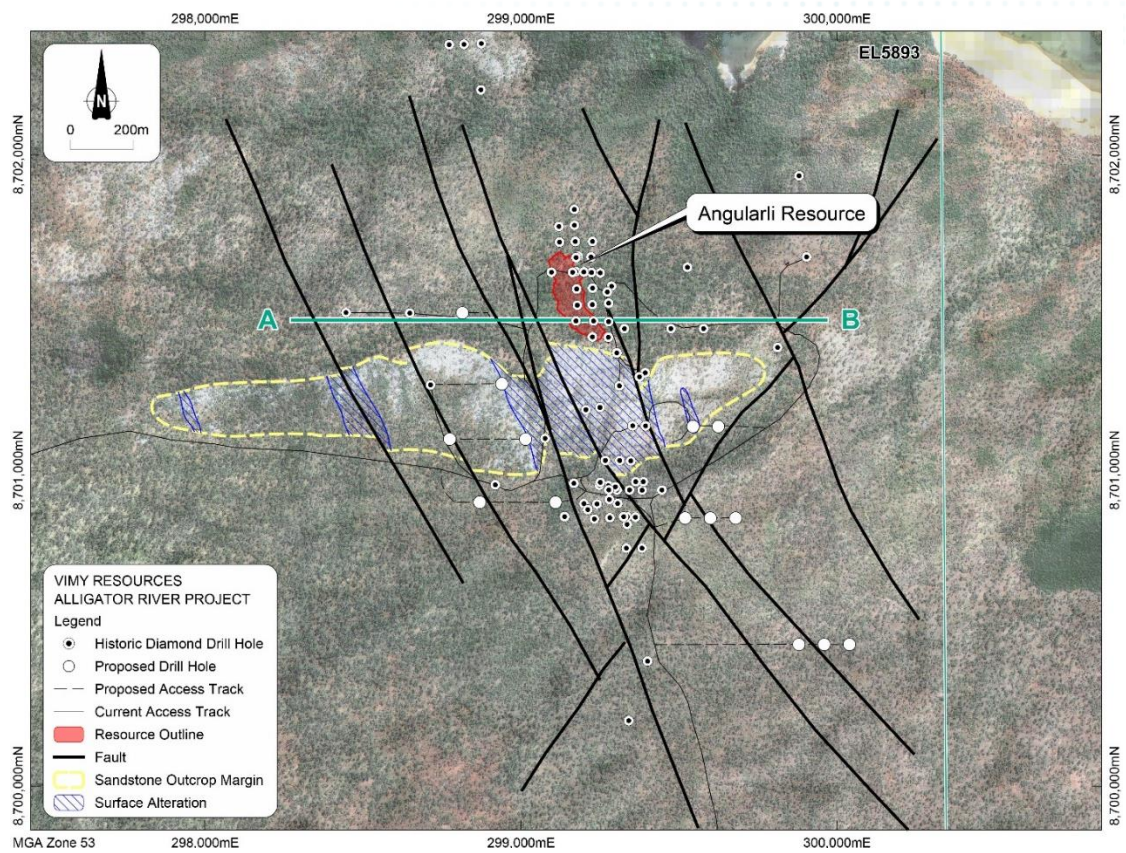 298,000mE
299,000mE
300,000mE
EL5893
N
0 200m
8,702,000mN
8,702,000mN
Angularli Resource
A
B
8,701,000mN
8,701,000mN
VIMY RESOURCES
ALLIGATOR RIVER PROJECT
Legend
Historic Diamond Drill Hole
Proposed Drill Hole
Proposed Access Track
Current Access Track
Resource Outline
Fault
Sandstone Outcrop Margin
Surface Alteration
8,700,000mN
8,700,000mN
MGA Zone 53
298,000mE
299,000mE
300,000mE